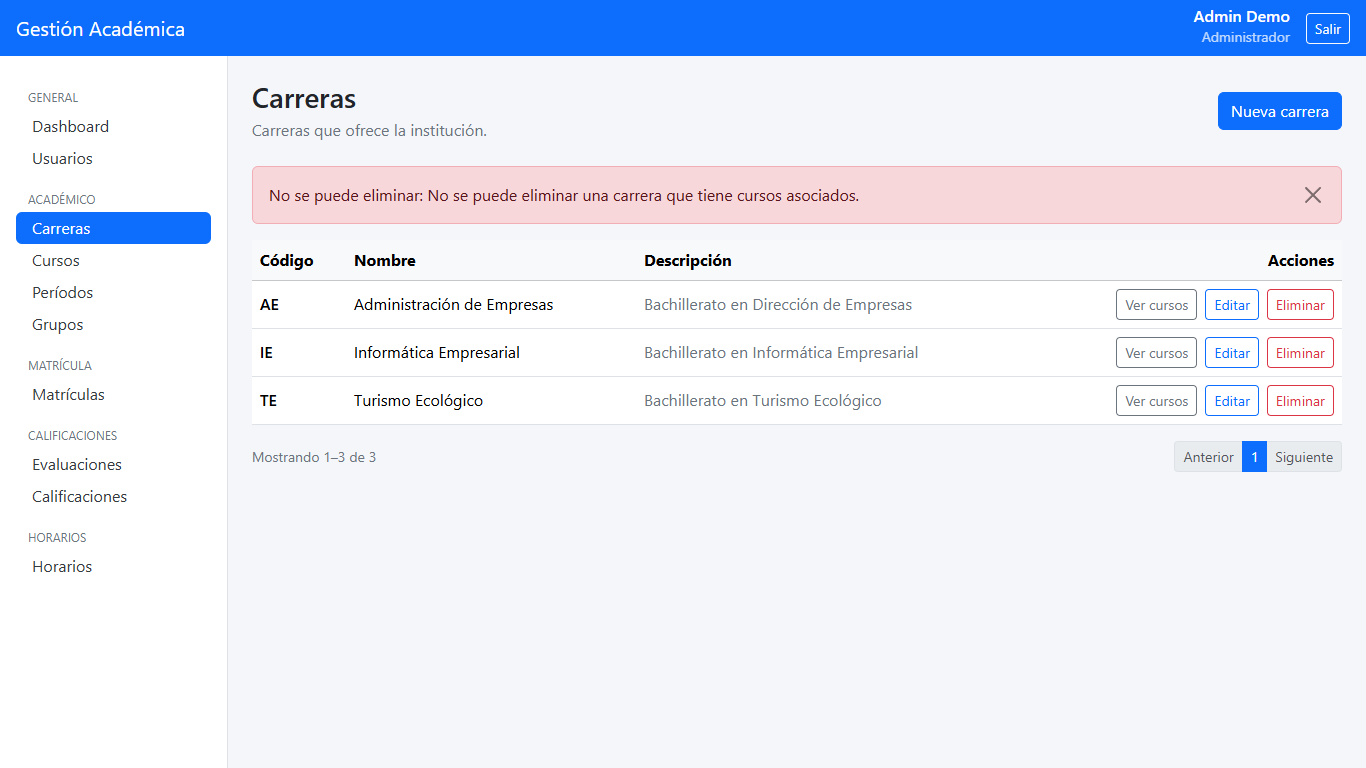 Gestión Académica
Admin Demo
Administrador
Salir
GENERAL
Dashboard
Usuarios
ACADÉMICO
Carreras
Cursos
Períodos
Grupos
MATRÍCULA
Matrículas
CALIFICACIONES
Evaluaciones
Calificaciones
HORARIOS
Horarios
Carreras
Carreras que ofrece la institución.
Nueva carrera
No se puede eliminar: No se puede eliminar una carrera que tiene cursos asociados.
Código Nombre Descripción Acciones
AE Administración de Empresas Bachillerato en Dirección de Empresas Ver cursos Editar Eliminar
IE Informática Empresarial Bachillerato en Informática Empresarial Ver cursos Editar Eliminar
TE Turismo Ecológico Bachillerato en Turismo Ecológico Ver cursos Editar Eliminar
Mostrando 1–3 de 3
Anterior 1 Siguiente